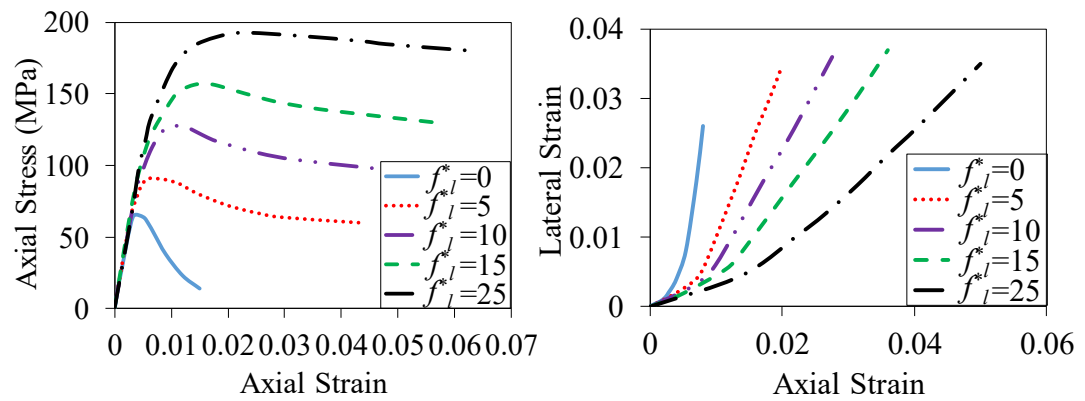 Axial Stress (MPa)
200
150
100
50
0
0 0.01 0.02 0.03 0.04 0.05 0.06 0.07
Axial Strain
f*l=0
f*l=5
f*l=10
f*l=15
f*l=25
Lateral Strain
0.04
0.03
0.02
0.01
0
0 0.02 0.04 0.06
Axial Strain
f*l=0
f*l=5
f*l=10
f*l=15
f*l=25